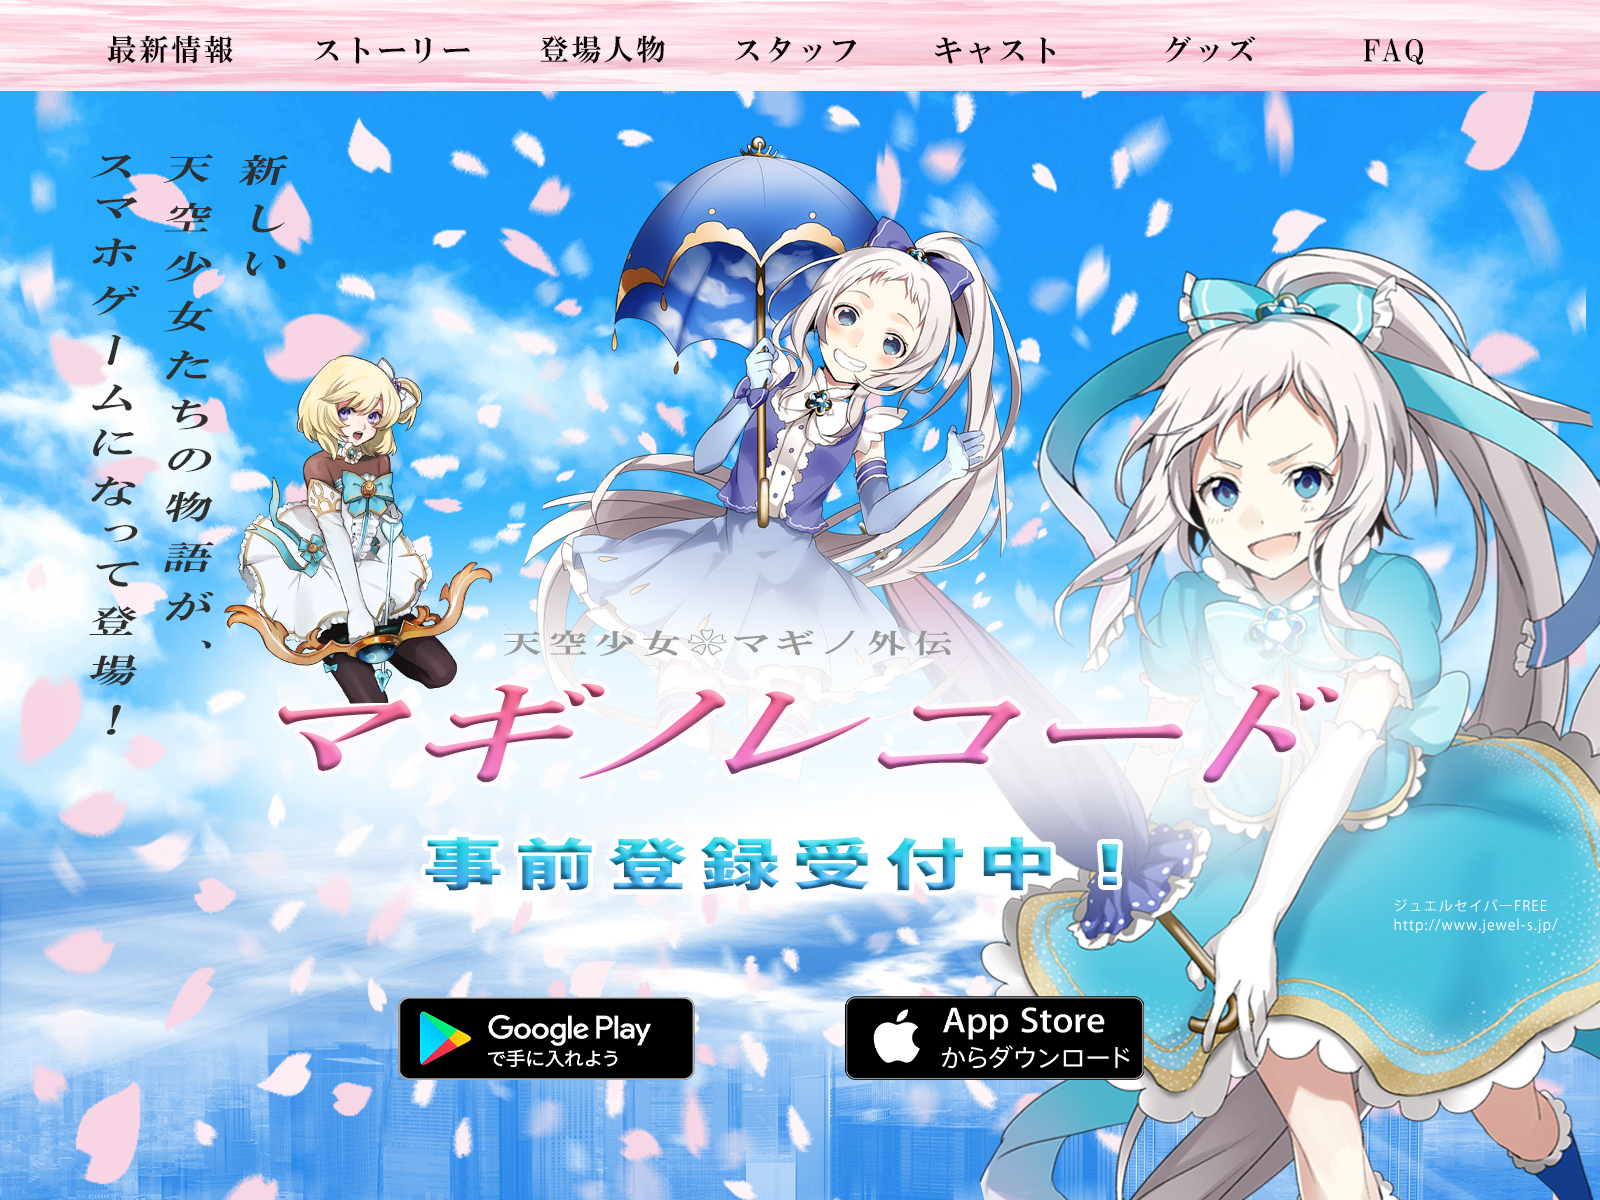 最新情報
ストーリー
登場人物
スタッフ
キャスト
グッズ
FAQ
新しい
天空少女たちの物語が、
スマホゲームになって登場！
天空少女マギノ外伝
マギノレコード
事前登録受付中！
ジュエルセイバーFREE
http://www.jewel-s.jp/
Google Play
で手に入れよう
App Store
からダウンロード